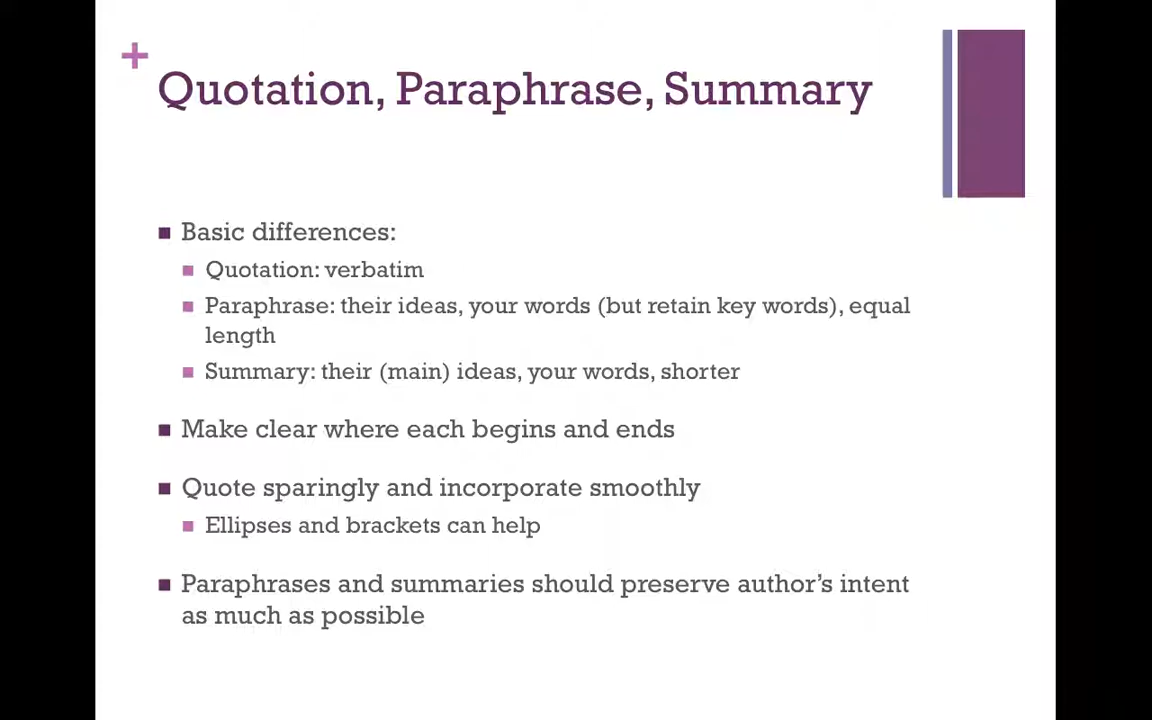 +
Quotation, Paraphrase, Summary
Basic differences:
Quotation: verbatim
Paraphrase: their ideas, your words (but retain key words), equal
length
Summary: their (main) ideas, your words, shorter
Make clear where each begins and ends
Quote sparingly and incorporate smoothly
Ellipses and brackets can help
Paraphrases and summaries should preserve author's intent
as much as possible